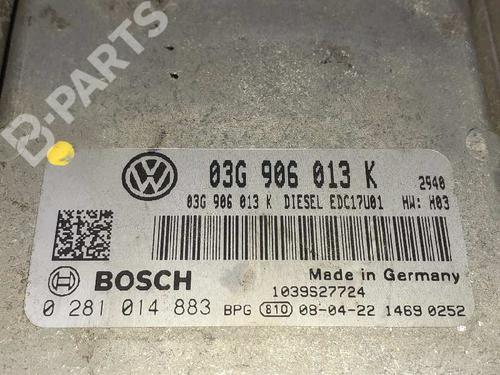 B-PARTS
03G 906 013 K 2940
03G 906 013 K DIESEL EDC17U01 HW: H03
BOSCH
Made in Germany
1039S27724
0 281 014 883 BPG 810 08-04-22 1469 0252
B-PARTS